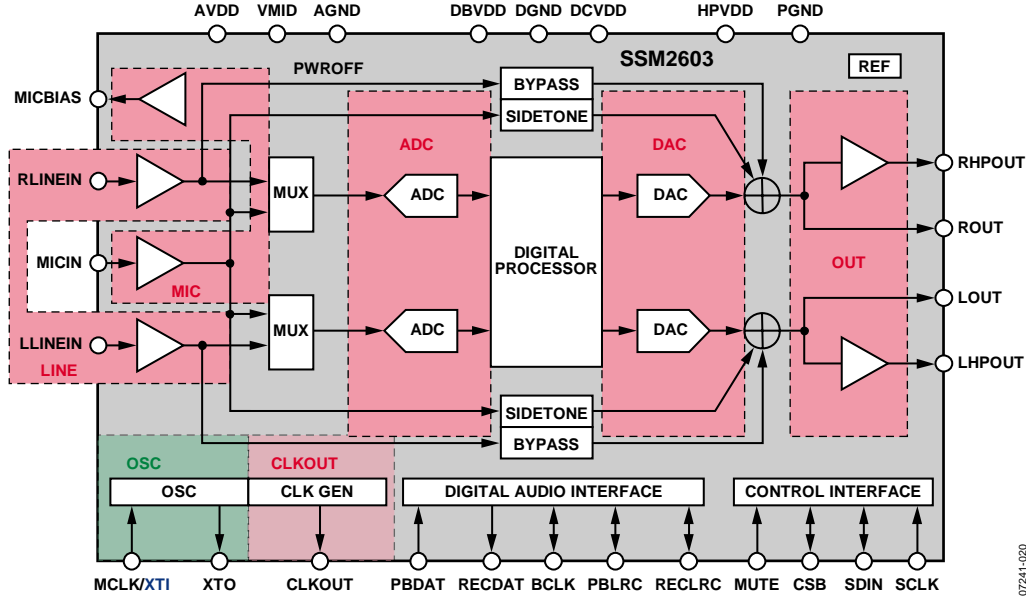 AVDD VMID AGND DBVDD DGND DCVDD HPVDD PGND
PWROFF SSM2603 REF
BYPASS
SIDETONE
MICBIAS
ADC DAC
RLINEIN MUX ADC DAC RHPOUT
ROUT
MICIN MIC DIGITAL PROCESSOR OUT
LOUT
LLINEIN MUX ADC DAC LHPOUT
LINE
SIDETONE
BYPASS
OSC CLKOUT
OSC CLK GEN DIGITAL AUDIO INTERFACE CONTROL INTERFACE
MCLK/XTI XTO CLKOUT PBDAT RECDAT BCLK PBLRC RECLRC MUTE CSB SDIN SCLK
07241-020